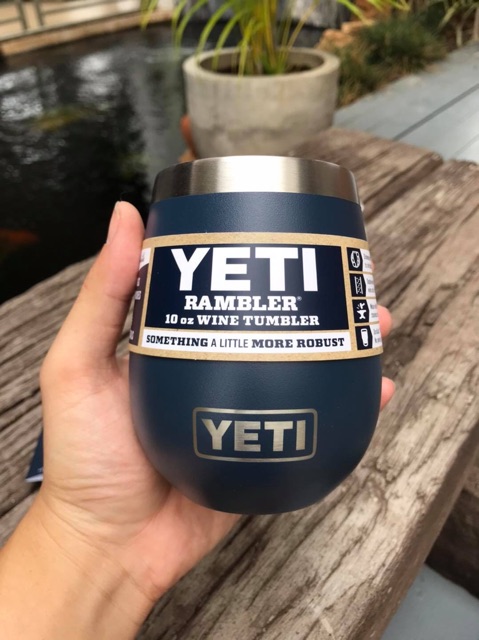 YETI
RAMBLER®
10 oz WINE TUMBLER
SOMETHING A LITTLE MORE ROBUST
YETI